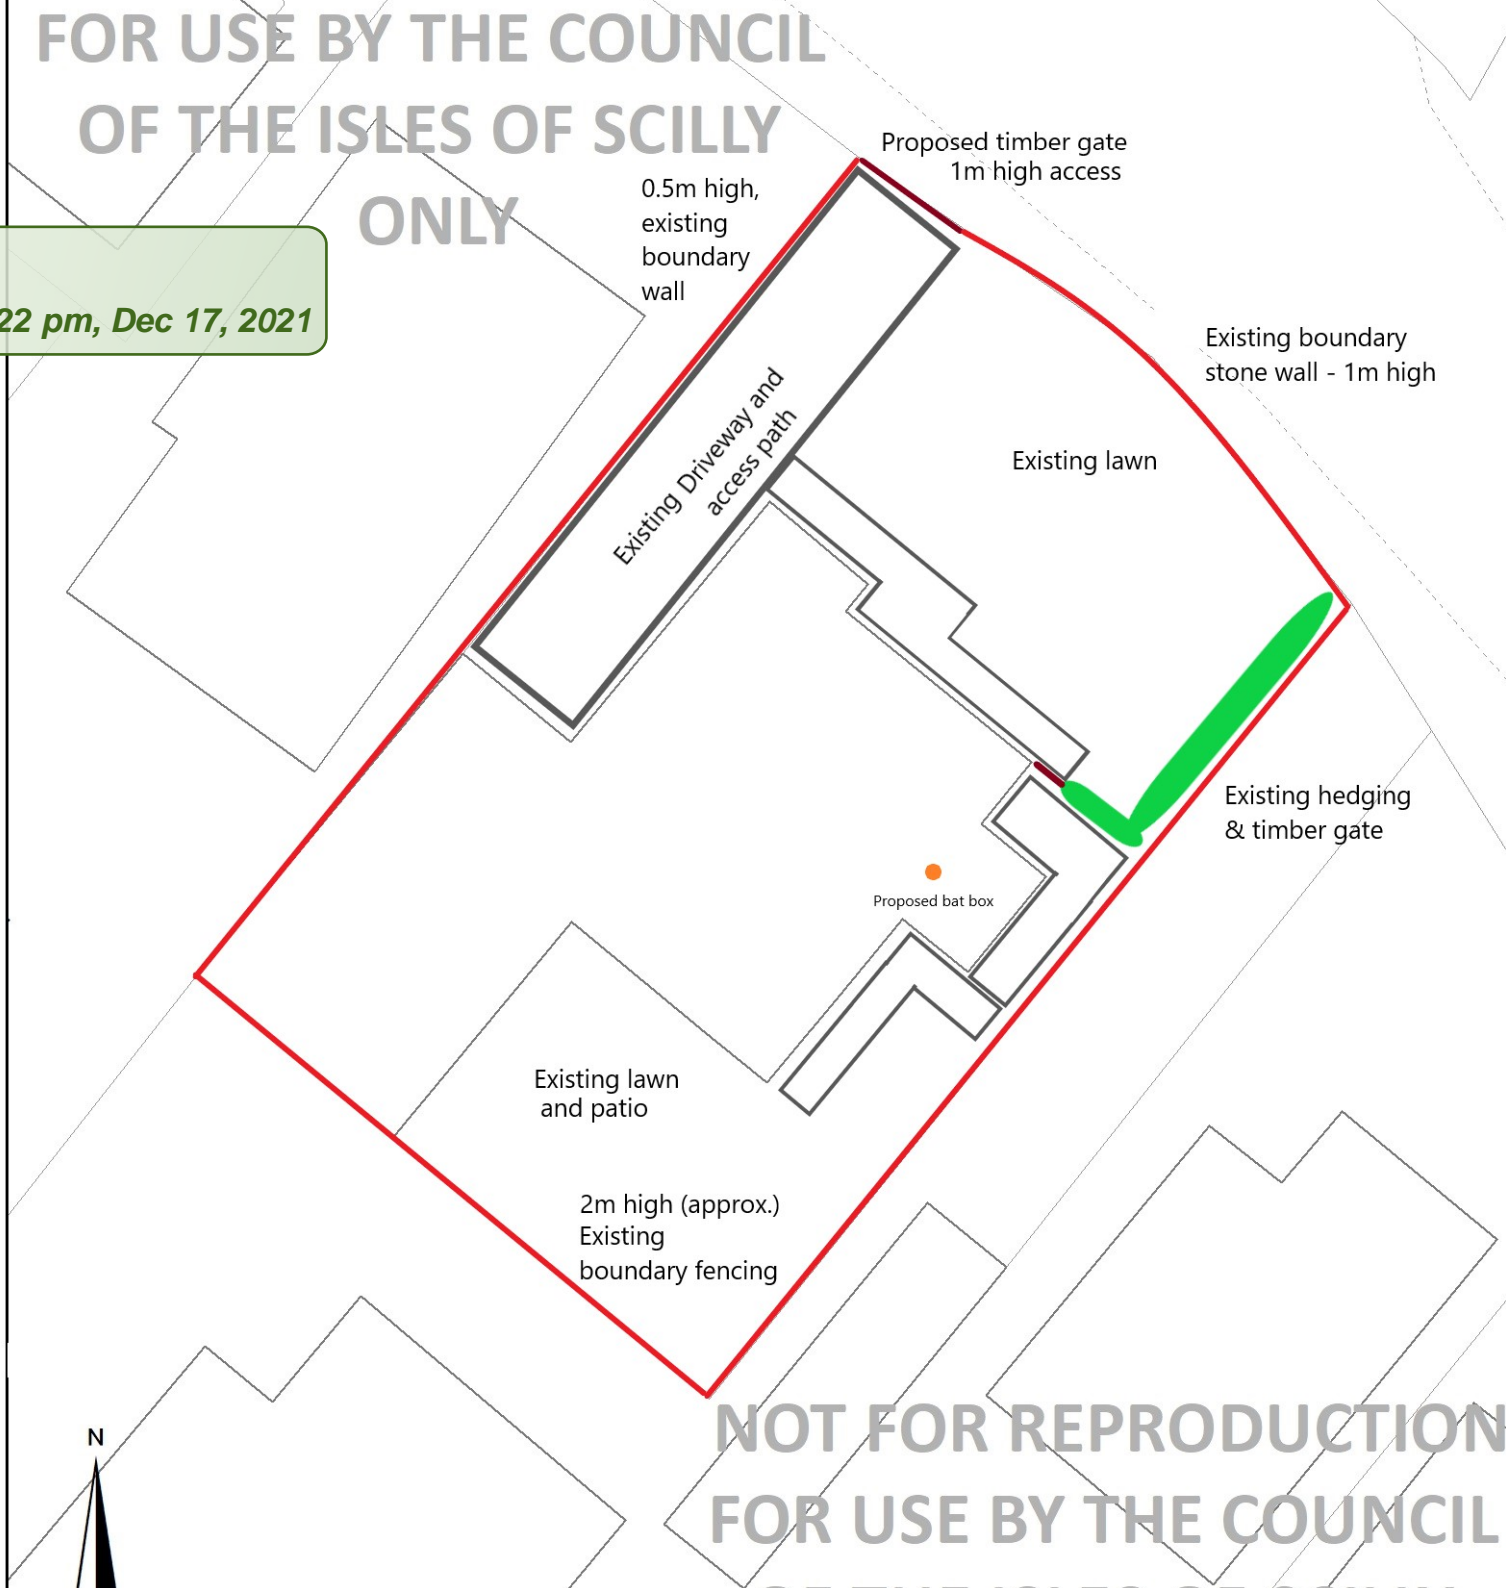 FOR USE BY THE COUNCIL
OF THE ISLES OF SCILLY
ONLY
22 pm, Dec 17, 2021
Proposed timber gate
1m high access
0.5m high,
existing
boundary
wall
Existing boundary
stone wall - 1m high
Existing Driveway and
access path
Existing lawn
Existing hedging
& timber gate
Proposed bat box
Existing lawn
and patio
2m high (approx.)
Existing
boundary fencing
N
NOT FOR REPRODUCTION
FOR USE BY THE COUNCIL